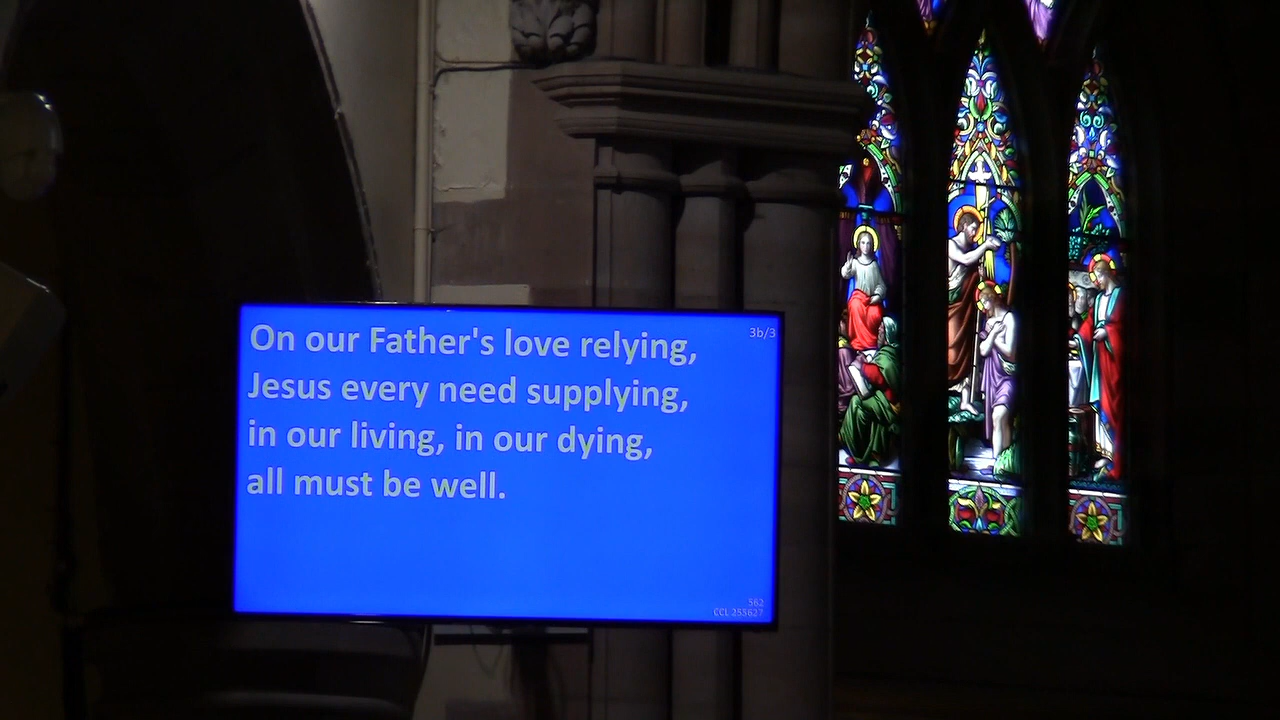 3b/3
On our Father's love relying,
Jesus every need supplying,
in our living, in our dying,
all must be well.
562
CCL 255627